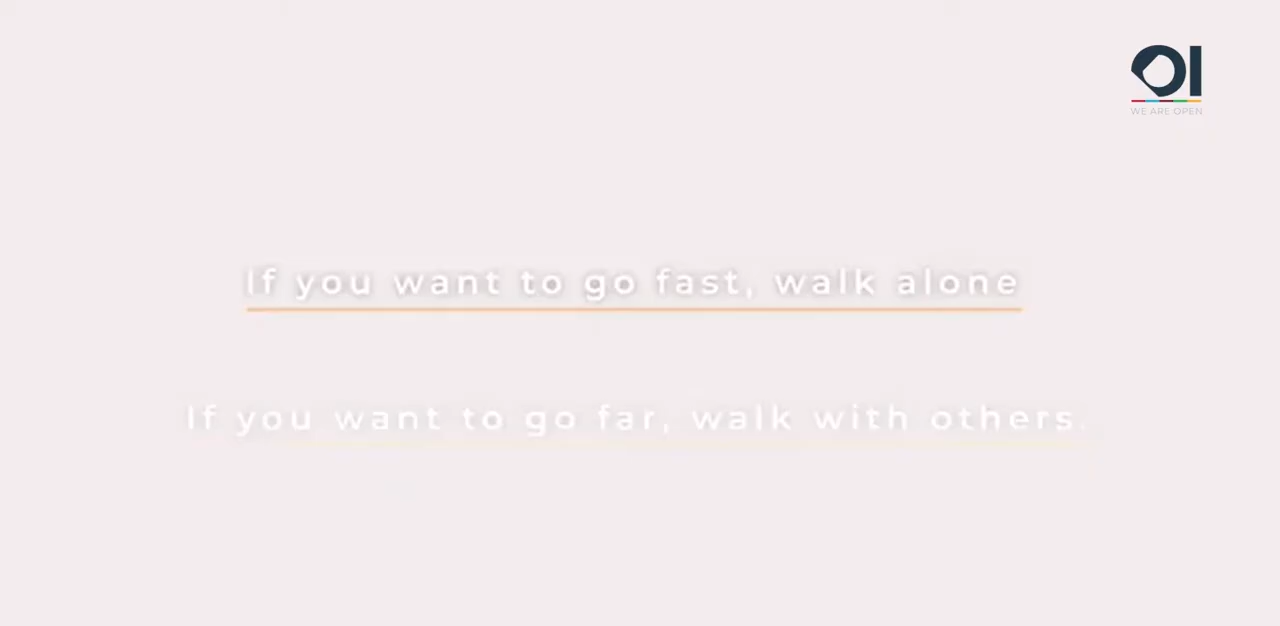 OI
WE ARE OPEN
If you want to go fast, walk alone
If you want to go far, walk with others.